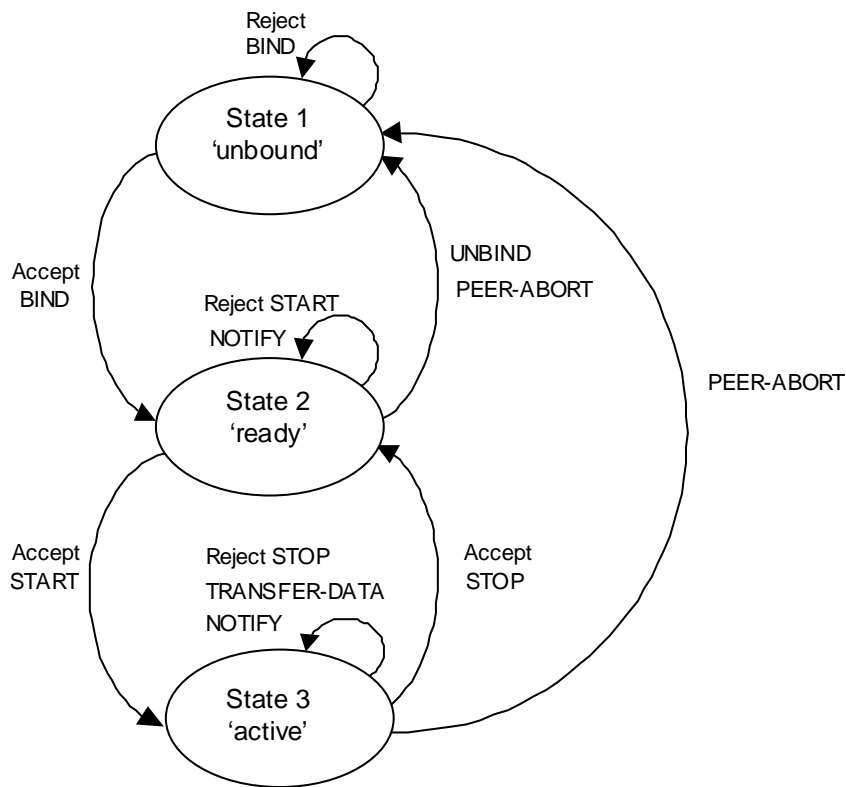 Reject
BIND
State 1
‘unbound’
Accept
BIND
UNBIND
PEER-ABORT
Reject START
NOTIFY
PEER-ABORT
State 2
‘ready’
Accept
START
Reject STOP
TRANSFER-DATA
NOTIFY
Accept
STOP
State 3
‘active’